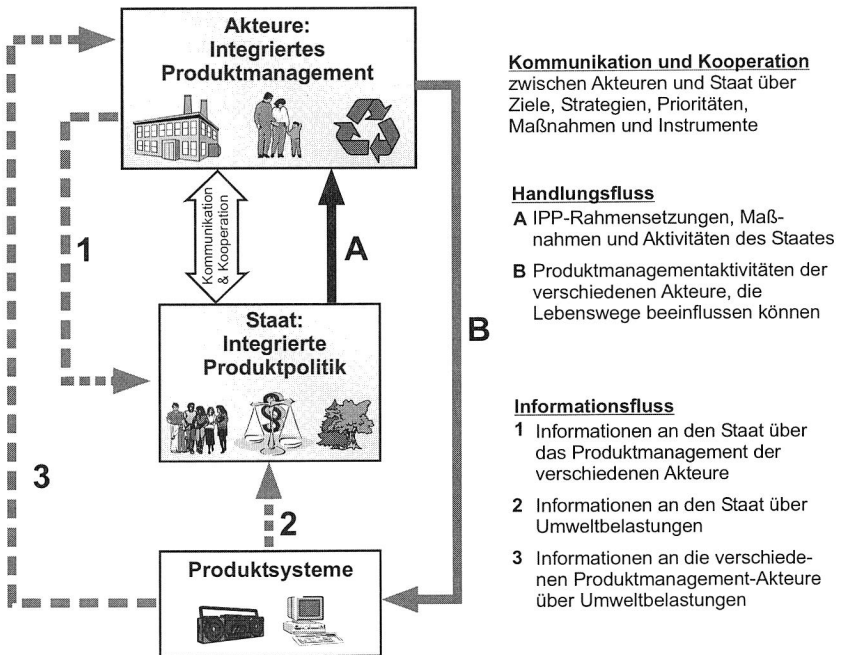 Akteure:
Integriertes
Produktmanagement
1
Kommunikation
& Kooperation
A
B
Staat:
Integrierte
Produktpolitik
3
2
Produktsysteme
Kommunikation und Kooperation
zwischen Akteuren und Staat über
Ziele, Strategien, Prioritäten,
Maßnahmen und Instrumente
Handlungsfluss
A IPP-Rahmensetzungen, Maß-
nahmen und Aktivitäten des Staates
B Produktmanagementaktivitäten der
verschiedenen Akteure, die
Lebenswege beeinflussen können
Informationsfluss
1 Informationen an den Staat über
das Produktmanagement der
verschiedenen Akteure
2 Informationen an den Staat über
Umweltbelastungen
3 Informationen an die verschiede-
nen Produktmanagement-Akteure
über Umweltbelastungen